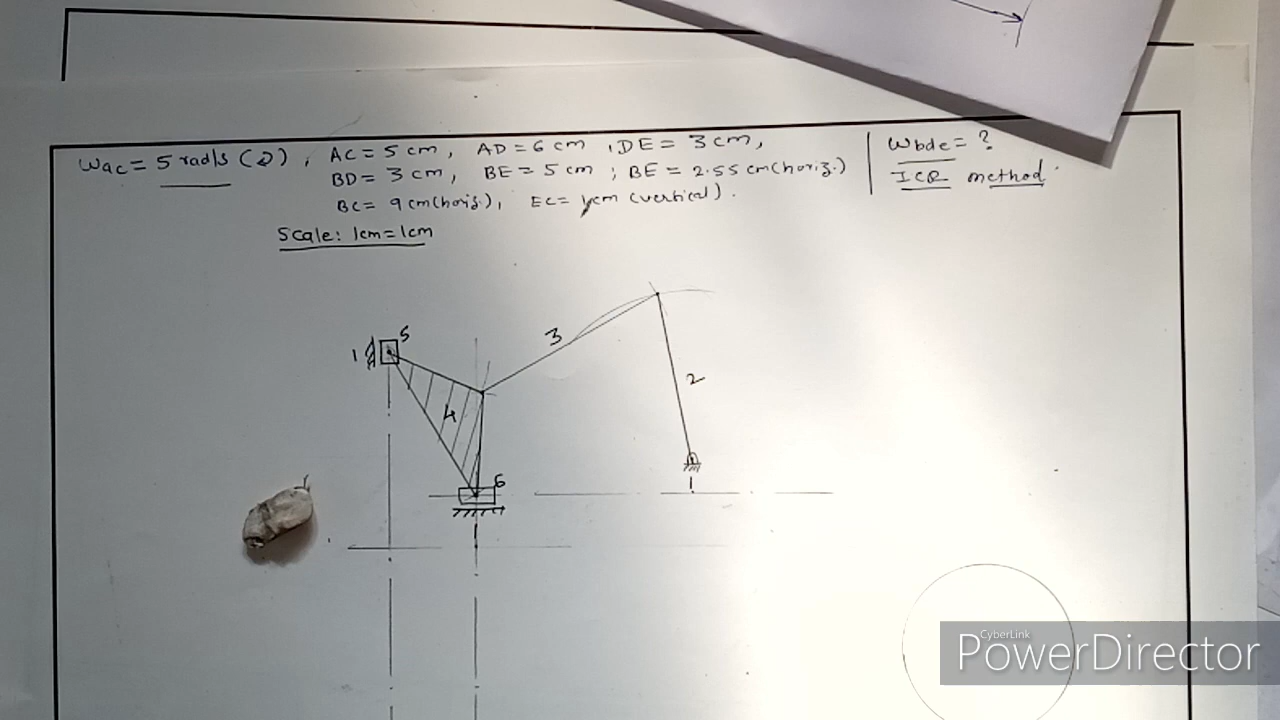 Wac = 5 rad/s (↻), AC = 5 cm, AD = 6 cm, DE = 3 cm,
BD = 3 cm, BE = 5 cm ; BE = 2.55 cm (horiz.)
BC = 9 cm (horiz.), EC = 1 cm (vertical).
Wbde = ?
ICR method.
Scale: 1cm = 1cm
5
1
3
4
2
6
1
CyberLink
PowerDirector